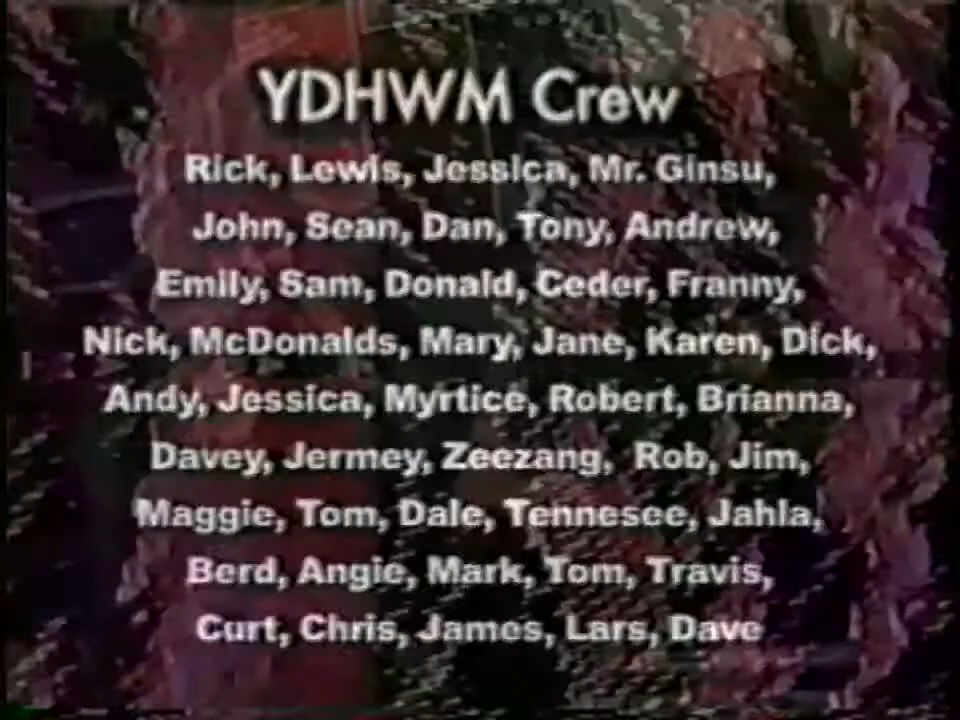 YDHWM Crew
Rick, Lewis, Jessica, Mr. Ginsu,
John, Sean, Dan, Tony, Andrew,
Emily, Sam, Donald, Ceder, Franny,
Nick, McDonalds, Mary, Jane, Karen, Dick,
Andy, Jessica, Myrtice, Robert, Brianna,
Davey, Jermey, Zeezang, Rob, Jim,
Maggie, Tom, Dale, Tennesee, Jahla,
Berd, Angie, Mark, Tom, Travis,
Curt, Chris, James, Lars, Dave